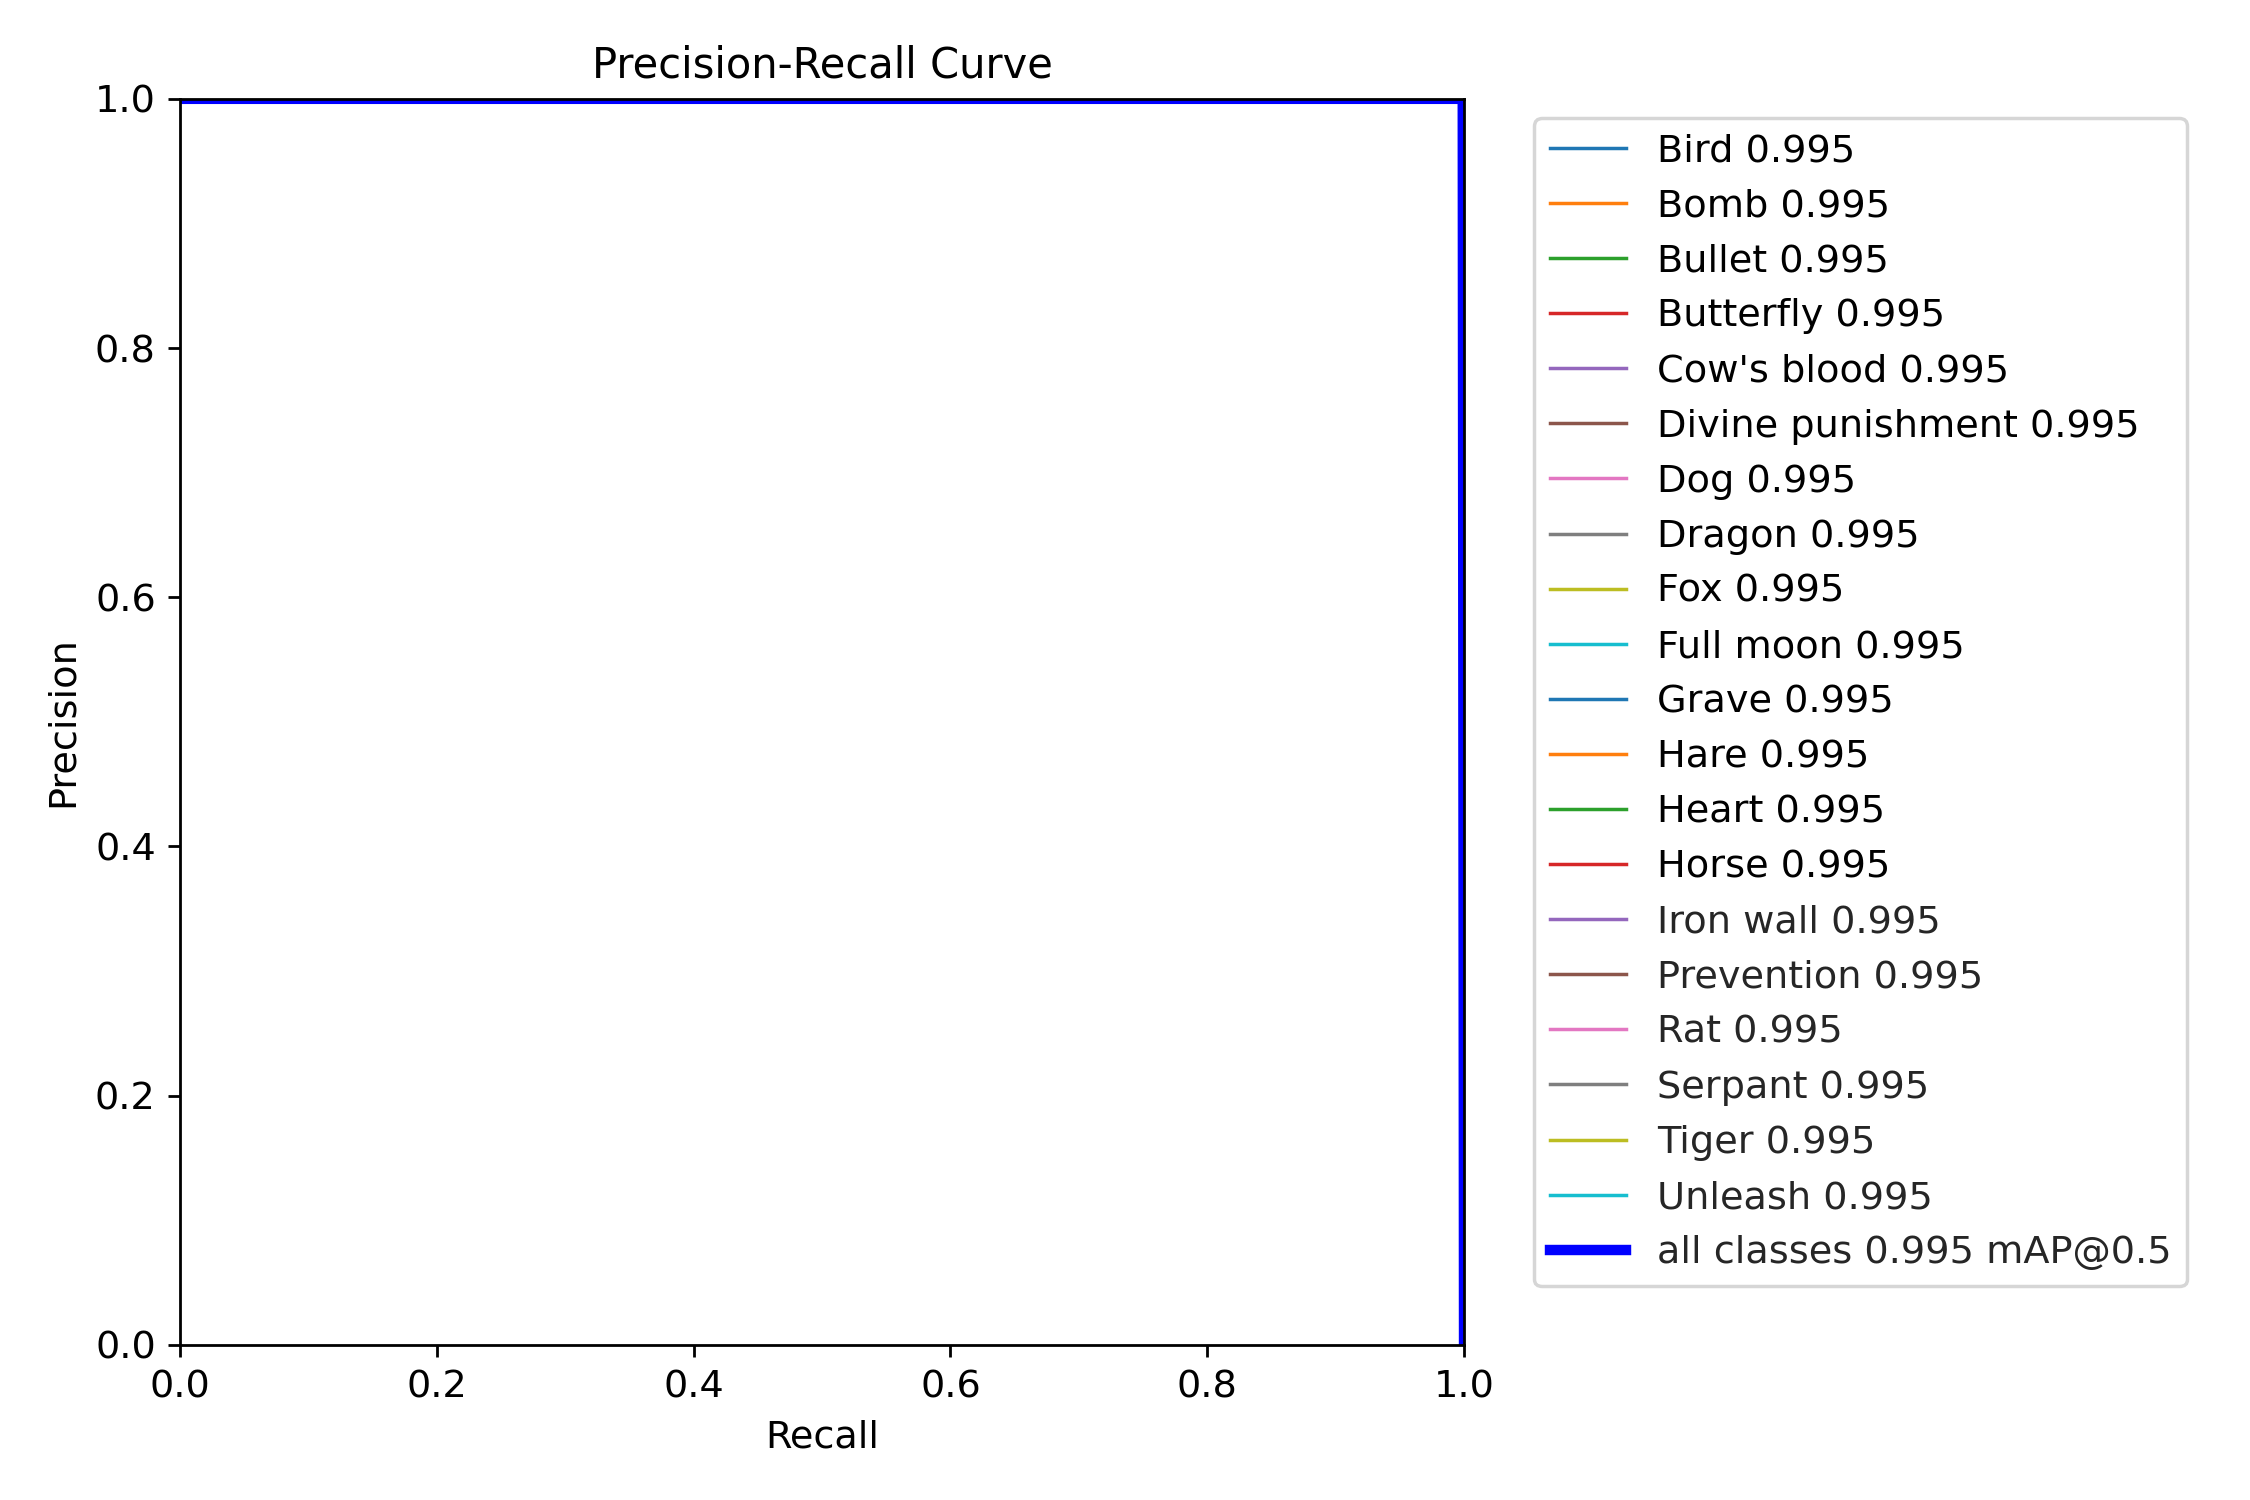 Precision-Recall Curve
1.0
0.8
0.6
0.4
0.2
0.0
Precision
0.0 0.2 0.4 0.6 0.8 1.0
Recall
Bird 0.995
Bomb 0.995
Bullet 0.995
Butterfly 0.995
Cow's blood 0.995
Divine punishment 0.995
Dog 0.995
Dragon 0.995
Fox 0.995
Full moon 0.995
Grave 0.995
Hare 0.995
Heart 0.995
Horse 0.995
Iron wall 0.995
Prevention 0.995
Rat 0.995
Serpant 0.995
Tiger 0.995
Unleash 0.995
all classes 0.995 mAP@0.5